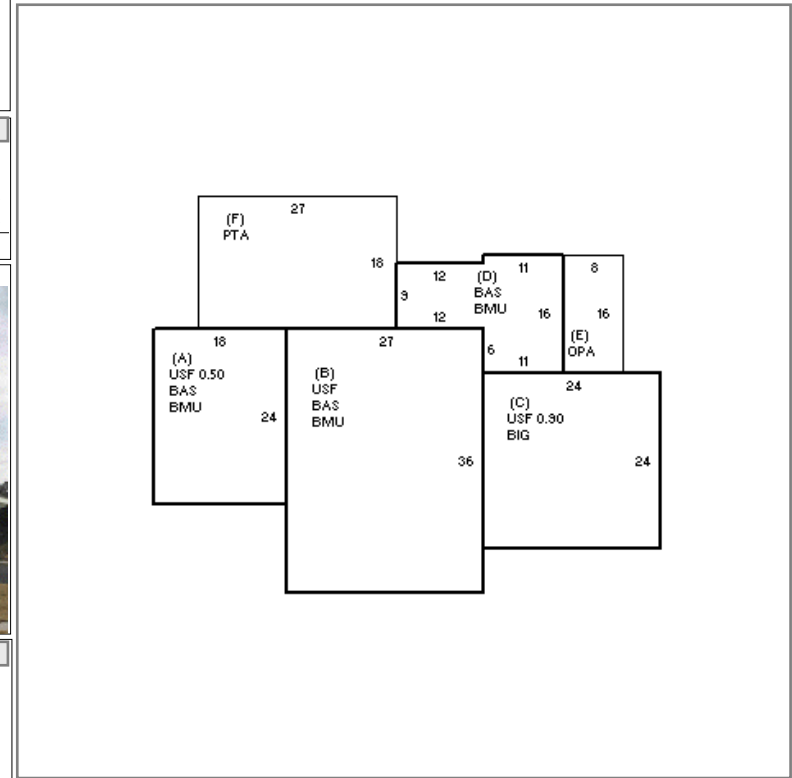 27
(F)
PTA
18
12
9
12
(D)
BAS
BMU
11
16
6
11
8
16
(E)
OPA
18
(A)
USF 0.50
BAS
BMU
24
27
(B)
USF
BAS
BMU
36
24
(C)
USF 0.90
BIG
24